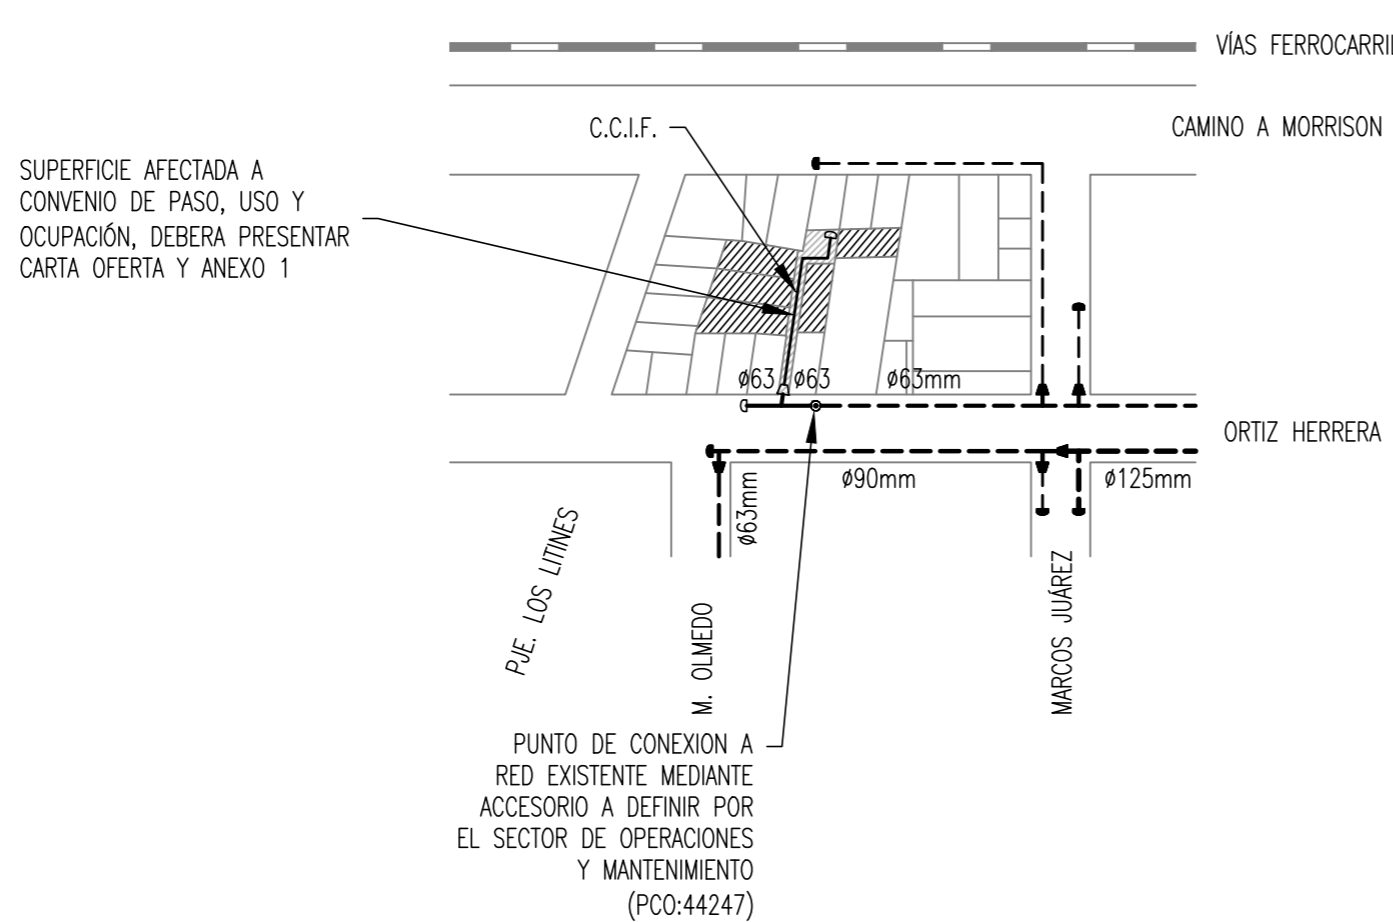 VÍAS FERROCARRIL
C.C.I.F.
CAMINO A MORRISON
SUPERFICIE AFECTADA A
CONVENIO DE PASO, USO Y
OCUPACIÓN, DEBERA PRESENTAR
CARTA OFERTA Y ANEXO 1
ø63
ø63
ø63mm
ORTIZ HERRERA
ø90mm
ø125mm
ø63mm
PJE. LOS LITINES
M. OLMEDO
MARCOS JUÁREZ
PUNTO DE CONEXION A
RED EXISTENTE MEDIANTE
ACCESORIO A DEFINIR POR
EL SECTOR DE OPERACIONES
Y MANTENIMIENTO
(PCO:44247)